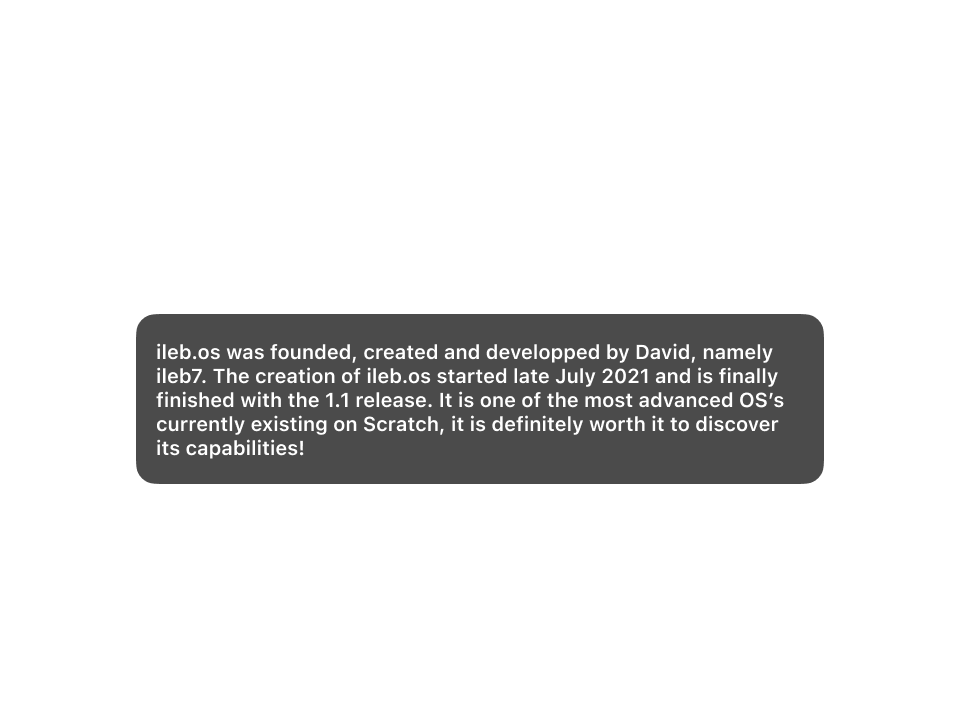 ileb.os was founded, created and developped by David, namely
ileb7. The creation of ileb.os started late July 2021 and is finally
finished with the 1.1 release. It is one of the most advanced OS’s
currently existing on Scratch, it is definitely worth it to discover
its capabilities!